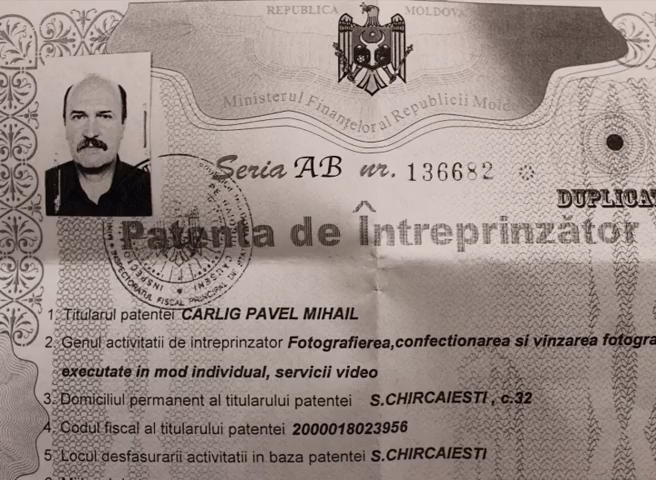 REPUBLICA MOLDOVA
Ministerul Finanțelor al Republicii Moldo
Seria AB nr. 136682
DUPLICA
Patenta de Întreprinzător
1. Titularul patentei CARLIG PAVEL MIHAIL
2. Genul activitatii de intreprinzator Fotografierea,confectionarea si vinzarea fotogra
executate in mod individual, servicii video
3. Domiciliul permanent al titularului patentei S.CHIRCAIESTI , c.32
4. Codul fiscal al titularului patentei 2000018023956
5. Locul desfasurarii activitatii in baza patentei S.CHIRCAIESTI